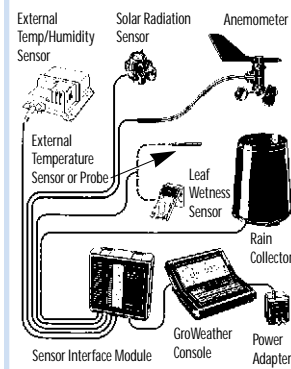 External
Temp/Humidity
Sensor
Solar Radiation
Sensor
Anemometer
External
Temperature
Sensor or Probe
Leaf
Wetness
Sensor
Rain
Collector
Sensor Interface Module
GroWeather
Console
Power
Adapter